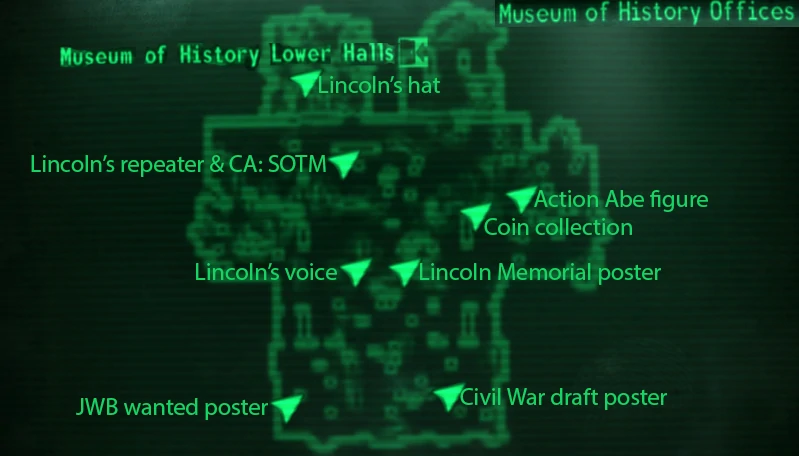 Museum of History Offices
Museum of History Lower Halls
Lincoln's hat
Lincoln's repeater & CA: SOTM
Action Abe figure
Coin collection
Lincoln's voice
Lincoln Memorial poster
JWB wanted poster
Civil War draft poster